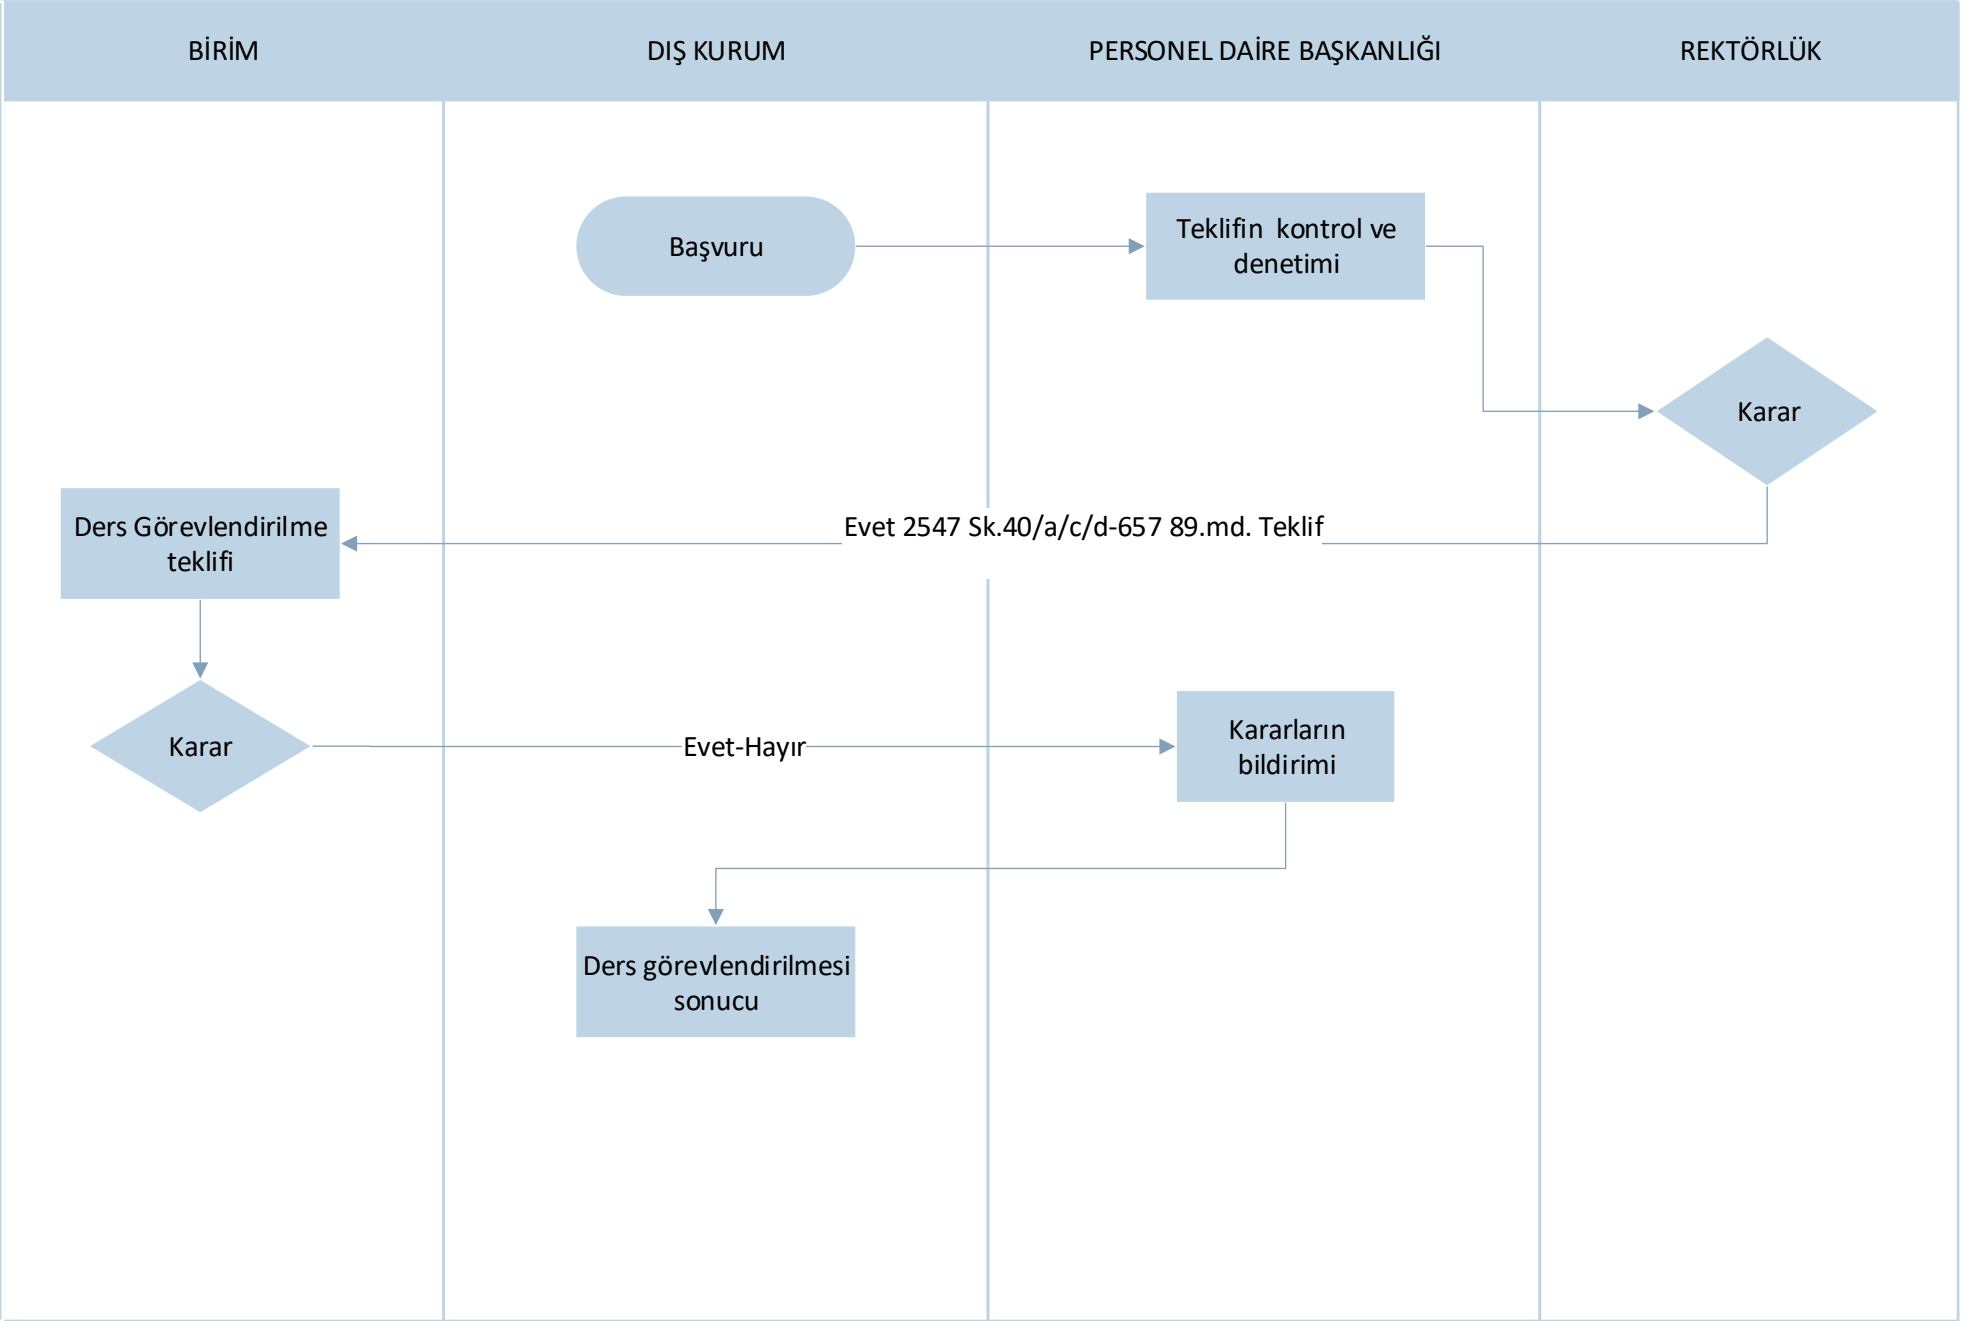 BİRİM
DIŞ KURUM
PERSONEL DAİRE BAŞKANLIĞI
REKTÖRLÜK
Başvuru
Teklifin kontrol ve
denetimi
Karar
Evet 2547 Sk.40/a/c/d-657 89.md. Teklif
Ders Görevlendirilme
teklifi
Karar
Evet-Hayır
Kararların
bildirimi
Ders görevlendirilmesi
sonucu